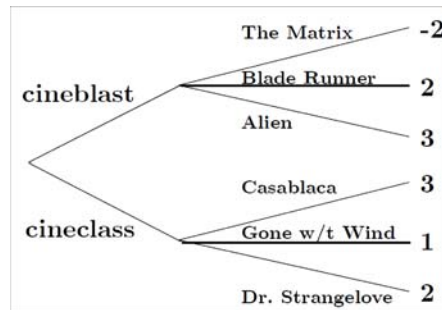 The Matrix -2
cineblast
Blade Runner 2
Alien 3
Casablaca 3
cineclass
Gone w/t Wind 1
Dr. Strangelove 2